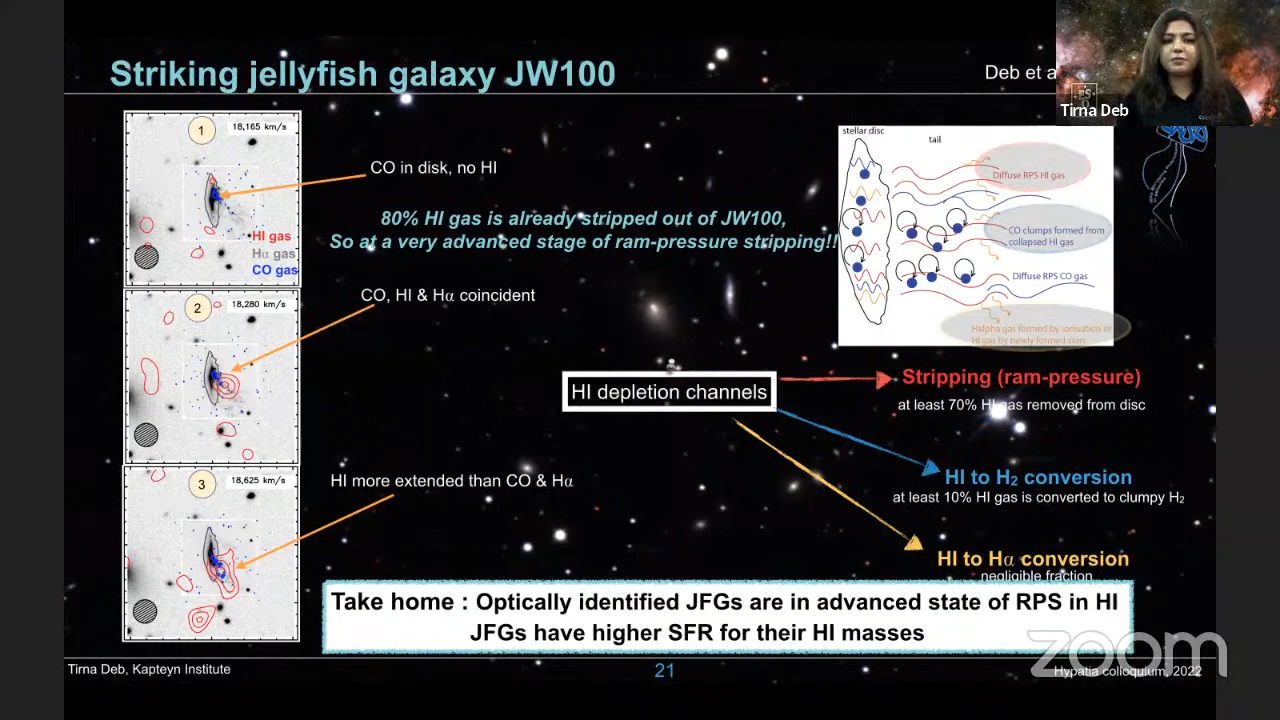 Striking jellyfish galaxy JW100
Deb et a
Tirna Deb
1
18,165 km/s
HI gas
Hα gas
CO gas
2
18,280 km/s
3
18,625 km/s
CO in disk, no HI
80% HI gas is already stripped out of JW100,
So at a very advanced stage of ram-pressure stripping!!
CO, HI & Hα coincident
HI more extended than CO & Hα
stellar disc
tail
Diffuse RPS HI gas
CO clumps formed from
collapsed HI gas
Diffuse RPS CO gas
Halpha gas formed by ionisation of
HI gas by newly formed stars
HI depletion channels
Stripping (ram-pressure)
at least 70% HI gas removed from disc
HI to H₂ conversion
at least 10% HI gas is converted to clumpy H₂
HI to Hα conversion
negligible fraction
Take home : Optically identified JFGs are in advanced state of RPS in HI
JFGs have higher SFR for their HI masses
zoom
Tirna Deb, Kapteyn Institute
21
Hypatia colloquium, 2022